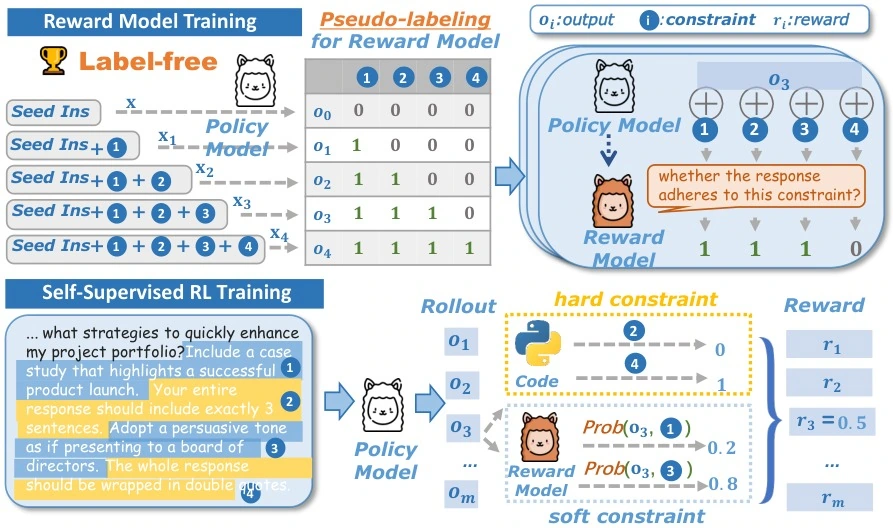 Reward Model Training
Label-free
Pseudo-labeling
for Reward Model
oᵢ:output i:constraint rᵢ:reward
Policy Model
1 2 3 4
Seed Ins x o₀ 0 0 0 0
Seed Ins+1 x₁ o₁ 1 0 0 0
Seed Ins+1+2 x₂ o₂ 1 1 0 0
Seed Ins+1+2+3 x₃ o₃ 1 1 1 0
Seed Ins+1+2+3+4 x₄ o₄ 1 1 1 1
o₃
Policy Model
1 2 3 4
whether the response
adheres to this constraint?
Reward
Model
1 1 1 0
Self-Supervised RL Training
... what strategies to quickly enhance
my project portfolio?Include a case
study that highlights a successful 1
product launch. Your entire
response should include exactly 3 2
sentences. Adopt a persuasive tone
as if presenting to a board of 3
directors. The whole response
should be wrapped in double quotes.
4
Policy
Model
Rollout
o₁
o₂
o₃
...
oₘ
hard constraint
Code
2 0
4 1
Reward
Model
Prob(o₃, 1) 0.2
Prob(o₃, 3) 0.8
soft constraint
Reward
r₁
r₂
r₃ = 0.5
...
rₘ